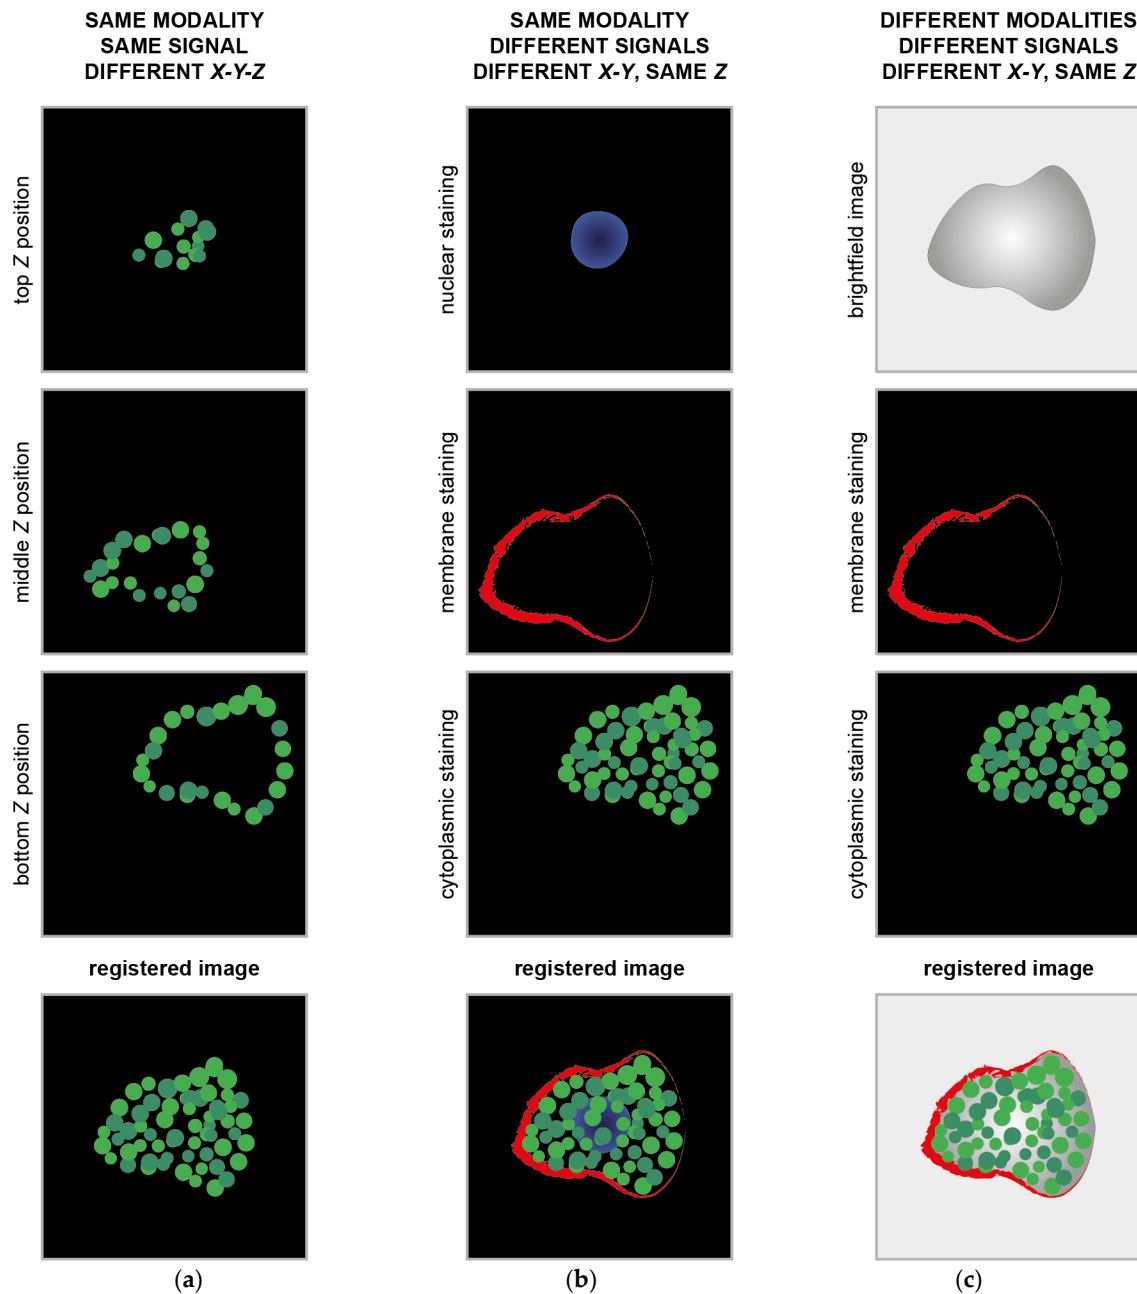 SAME MODALITY
SAME SIGNAL
DIFFERENT X-Y-Z
top Z position
middle Z position
bottom Z position
registered image
(a)
SAME MODALITY
DIFFERENT SIGNALS
DIFFERENT X-Y, SAME Z
nuclear staining
membrane staining
cytoplasmic staining
registered image
(b)
DIFFERENT MODALITIES
DIFFERENT SIGNALS
DIFFERENT X-Y, SAME Z
brightfield image
membrane staining
cytoplasmic staining
registered image
(c)